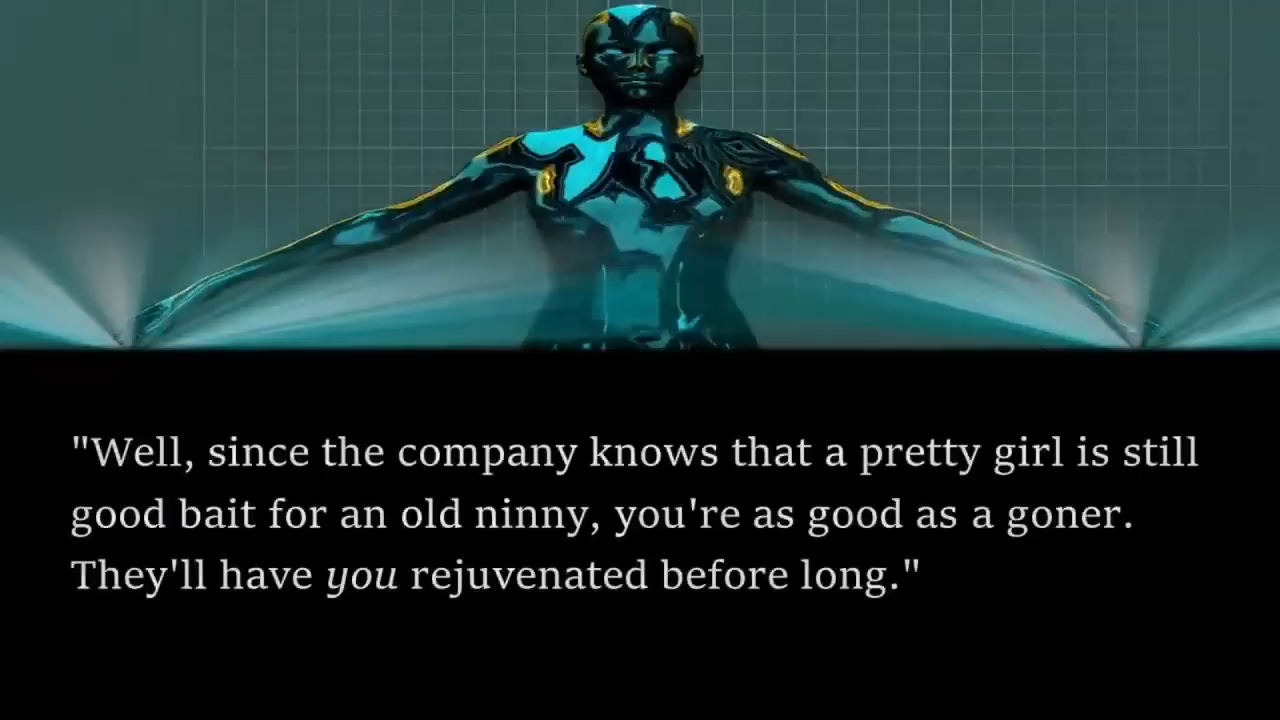 "Well, since the company knows that a pretty girl is still
good bait for an old ninny, you're as good as a goner.
They'll have you rejuvenated before long."